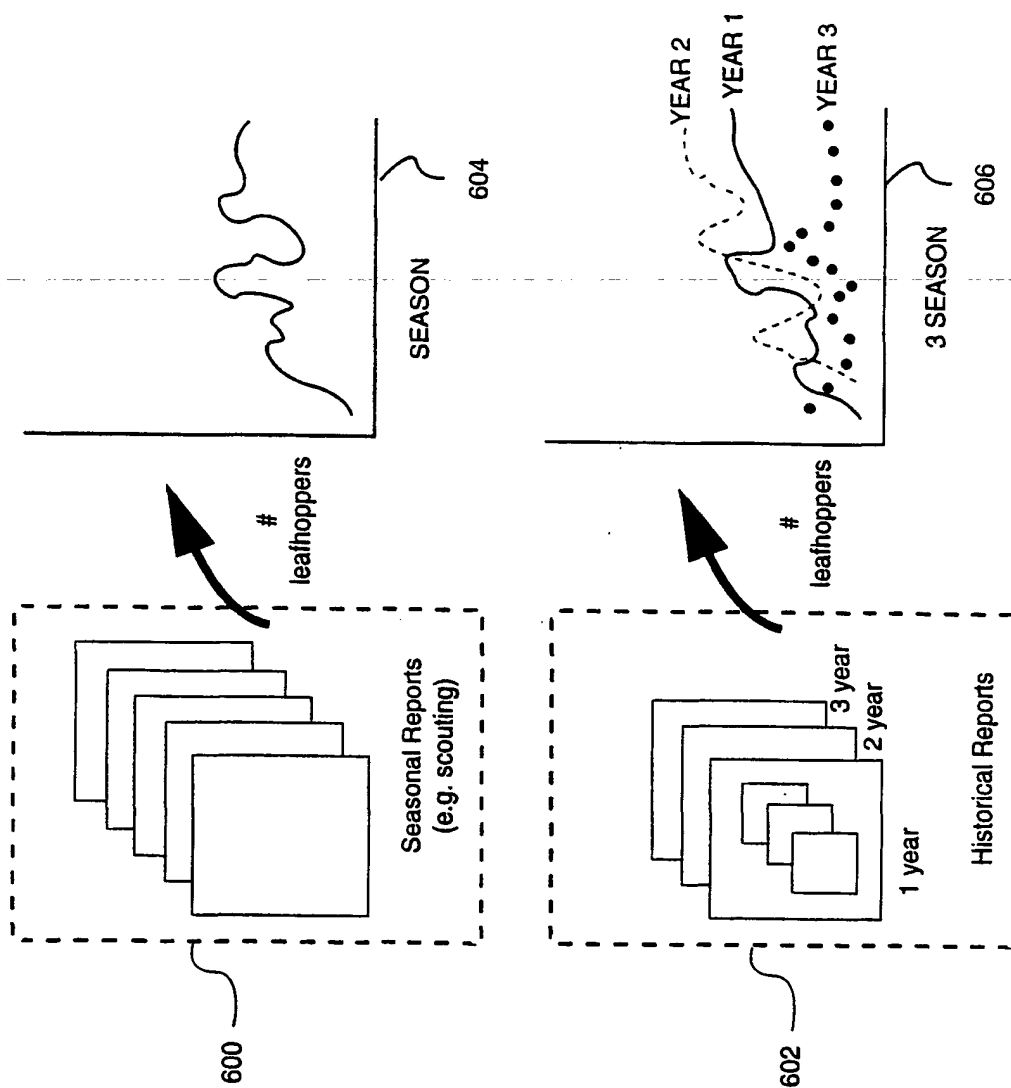 600
Seasonal Reports
(e.g. scouting)
#
leafhoppers
SEASON
604
602
1 year
2 year
3 year
Historical Reports
#
leafhoppers
YEAR 2
YEAR 1
YEAR 3
3 SEASON
606